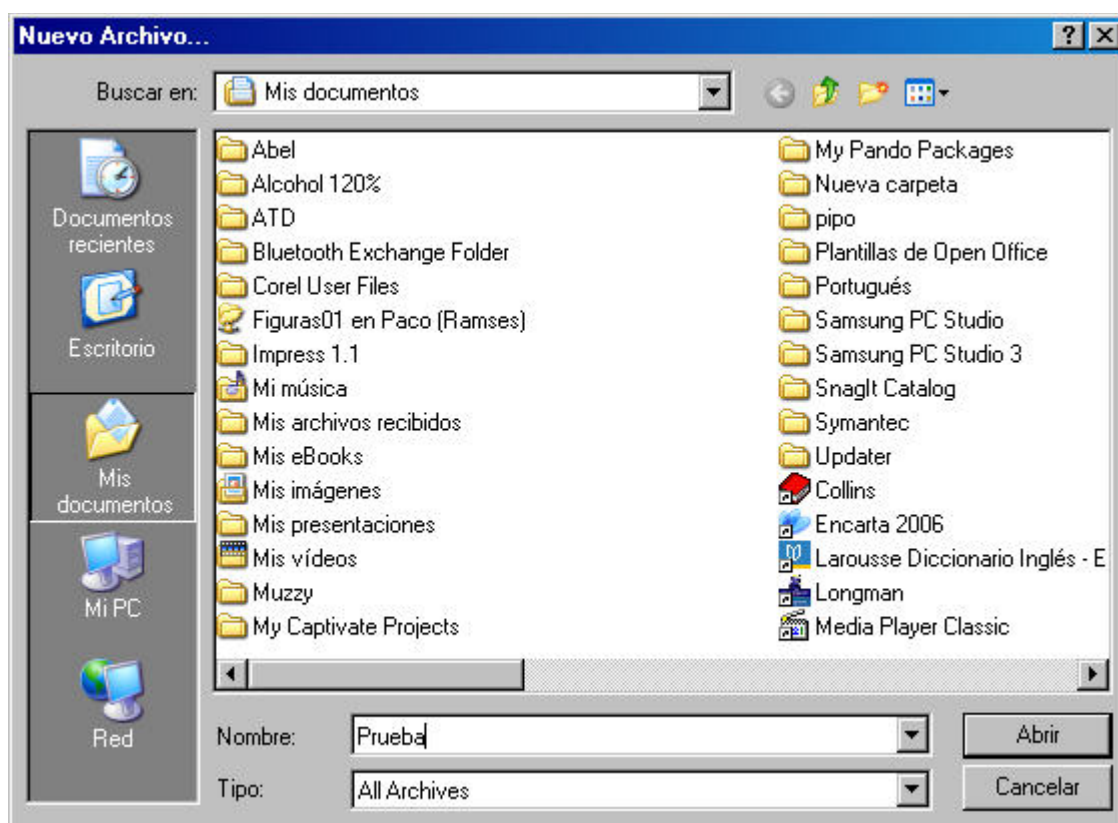 Nuevo Archivo...
Buscar en:
Mis documentos
Documentos
recientes
Escritorio
Mis
documentos
Mi PC
Red
Abel
Alcohol 120%
ATD
Bluetooth Exchange Folder
Corel User Files
Figuras01 en Paco (Ramses)
Impress 1.1
Mi música
Mis archivos recibidos
Mis eBooks
Mis imágenes
Mis presentaciones
Mis vídeos
Muzzy
My Captivate Projects
My Pando Packages
Nueva carpeta
pipo
Plantillas de Open Office
Portugués
Samsung PC Studio
Samsung PC Studio 3
SnagIt Catalog
Symantec
Updater
Collins
Encarta 2006
Larousse Diccionario Inglés - E
Longman
Media Player Classic
Nombre:
Prueba
Abrir
Tipo:
All Archives
Cancelar